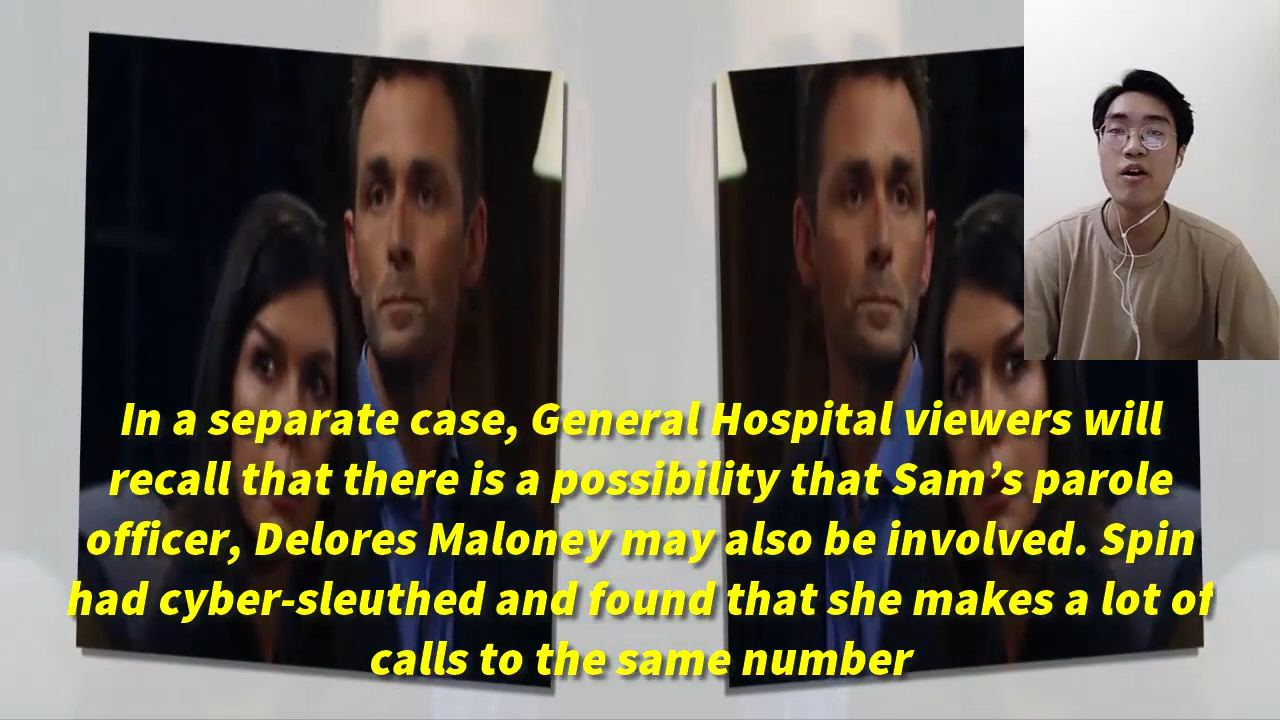 In a separate case, General Hospital viewers will
recall that there is a possibility that Sam’s parole
officer, Delores Maloney may also be involved. Spin
had cyber-sleuthed and found that she makes a lot of
calls to the same number